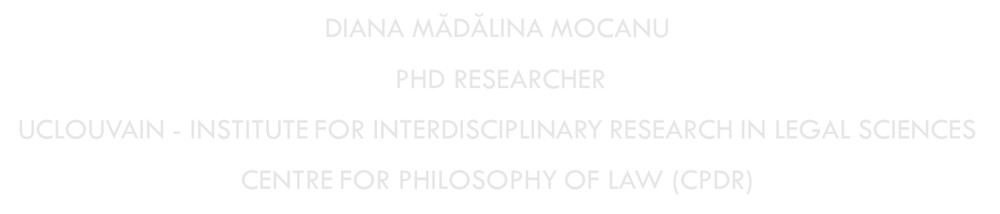 DIANA MĂDĂLINA MOCANU
PHD RESEARCHER
UCLOUVAIN - INSTITUTE FOR INTERDISCIPLINARY RESEARCH IN LEGAL SCIENCES
CENTRE FOR PHILOSOPHY OF LAW (CPDR)